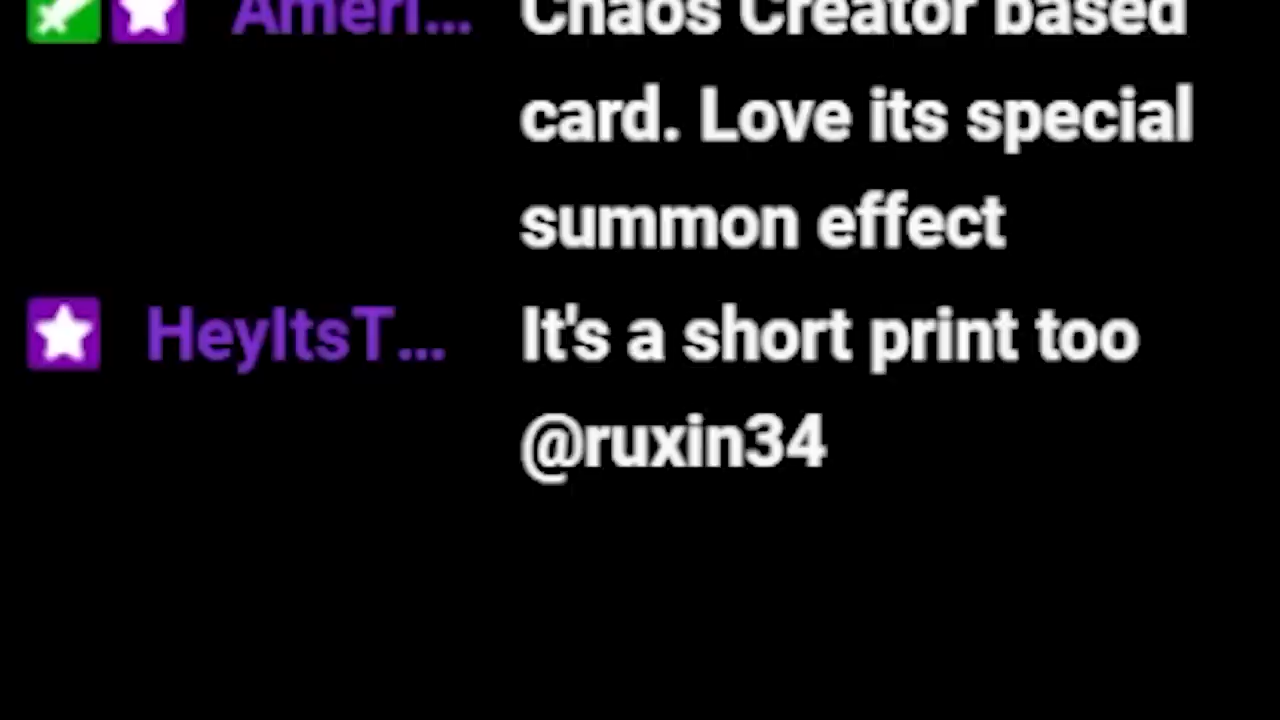 Ameri... Chaos Creator based
card. Love its special
summon effect
HeyItsT... It's a short print too
@ruxin34